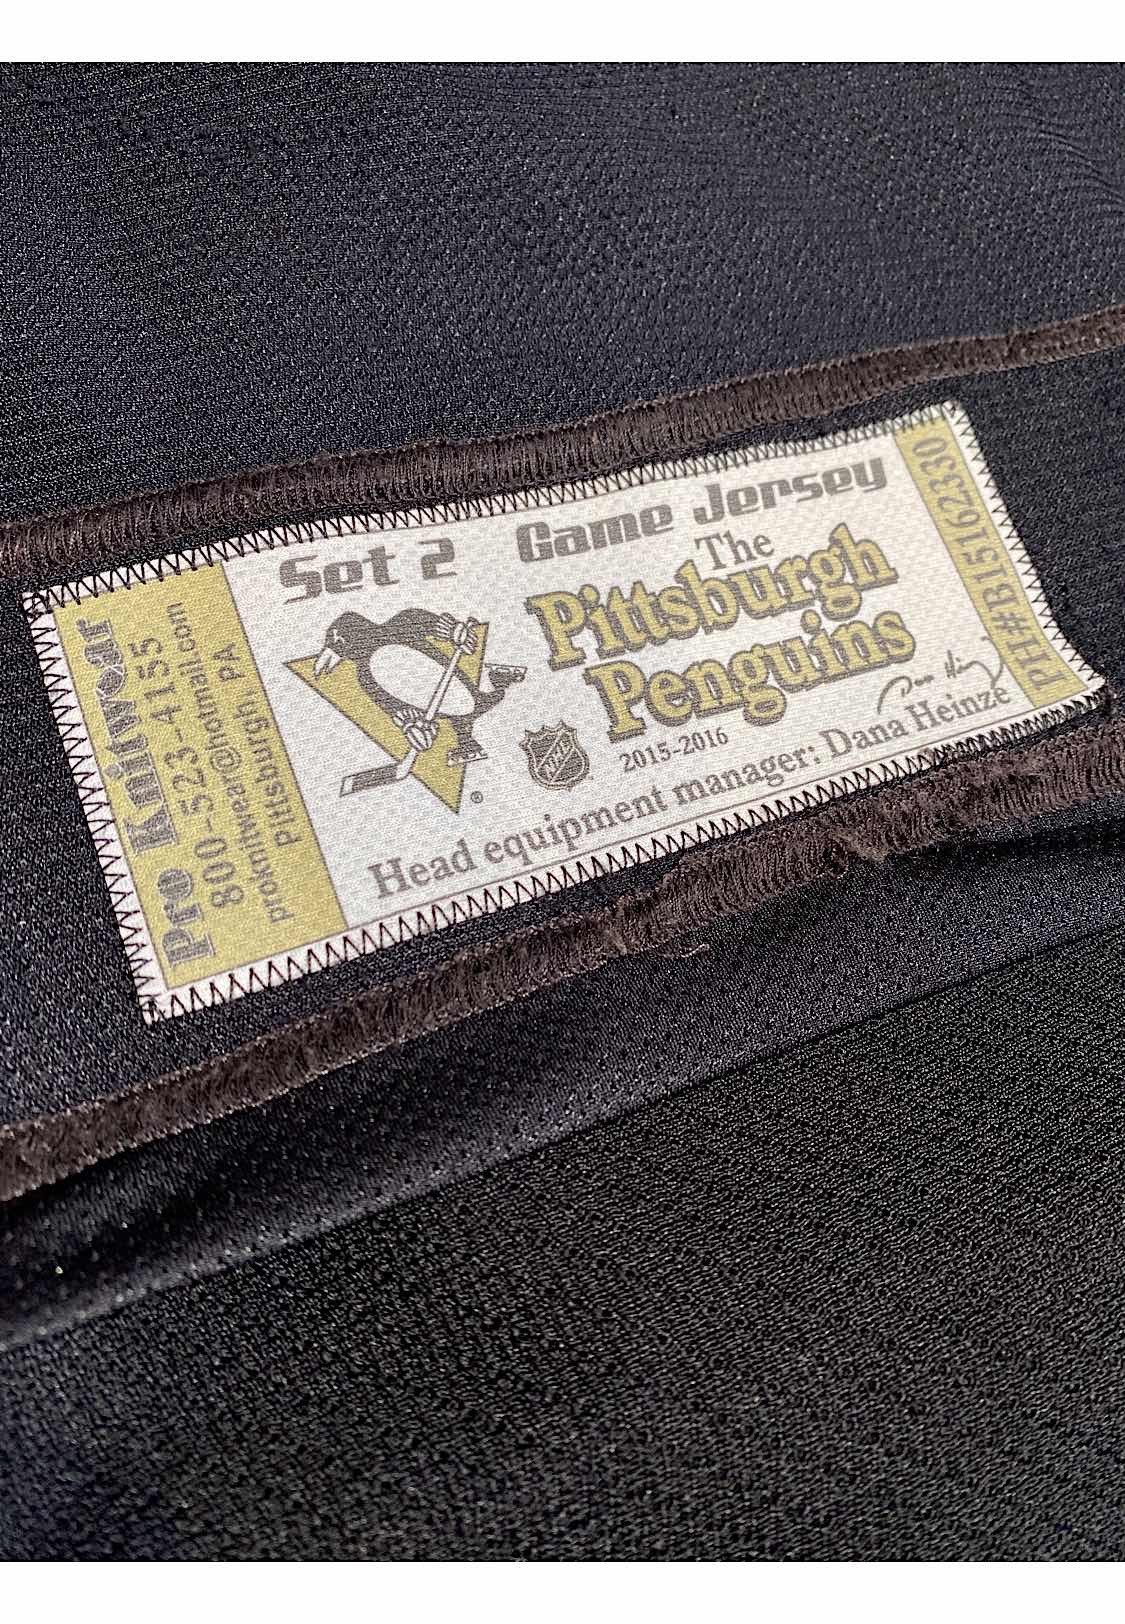 Pro Knitwear
800-523-4155
proknitwear@hotmail.com
Pittsburgh, PA
Set 2 Game Jersey
The
Pittsburgh
Penguins
NHL
2015-2016
®
Head equipment manager: Dana Heinze
PH#B1516233O